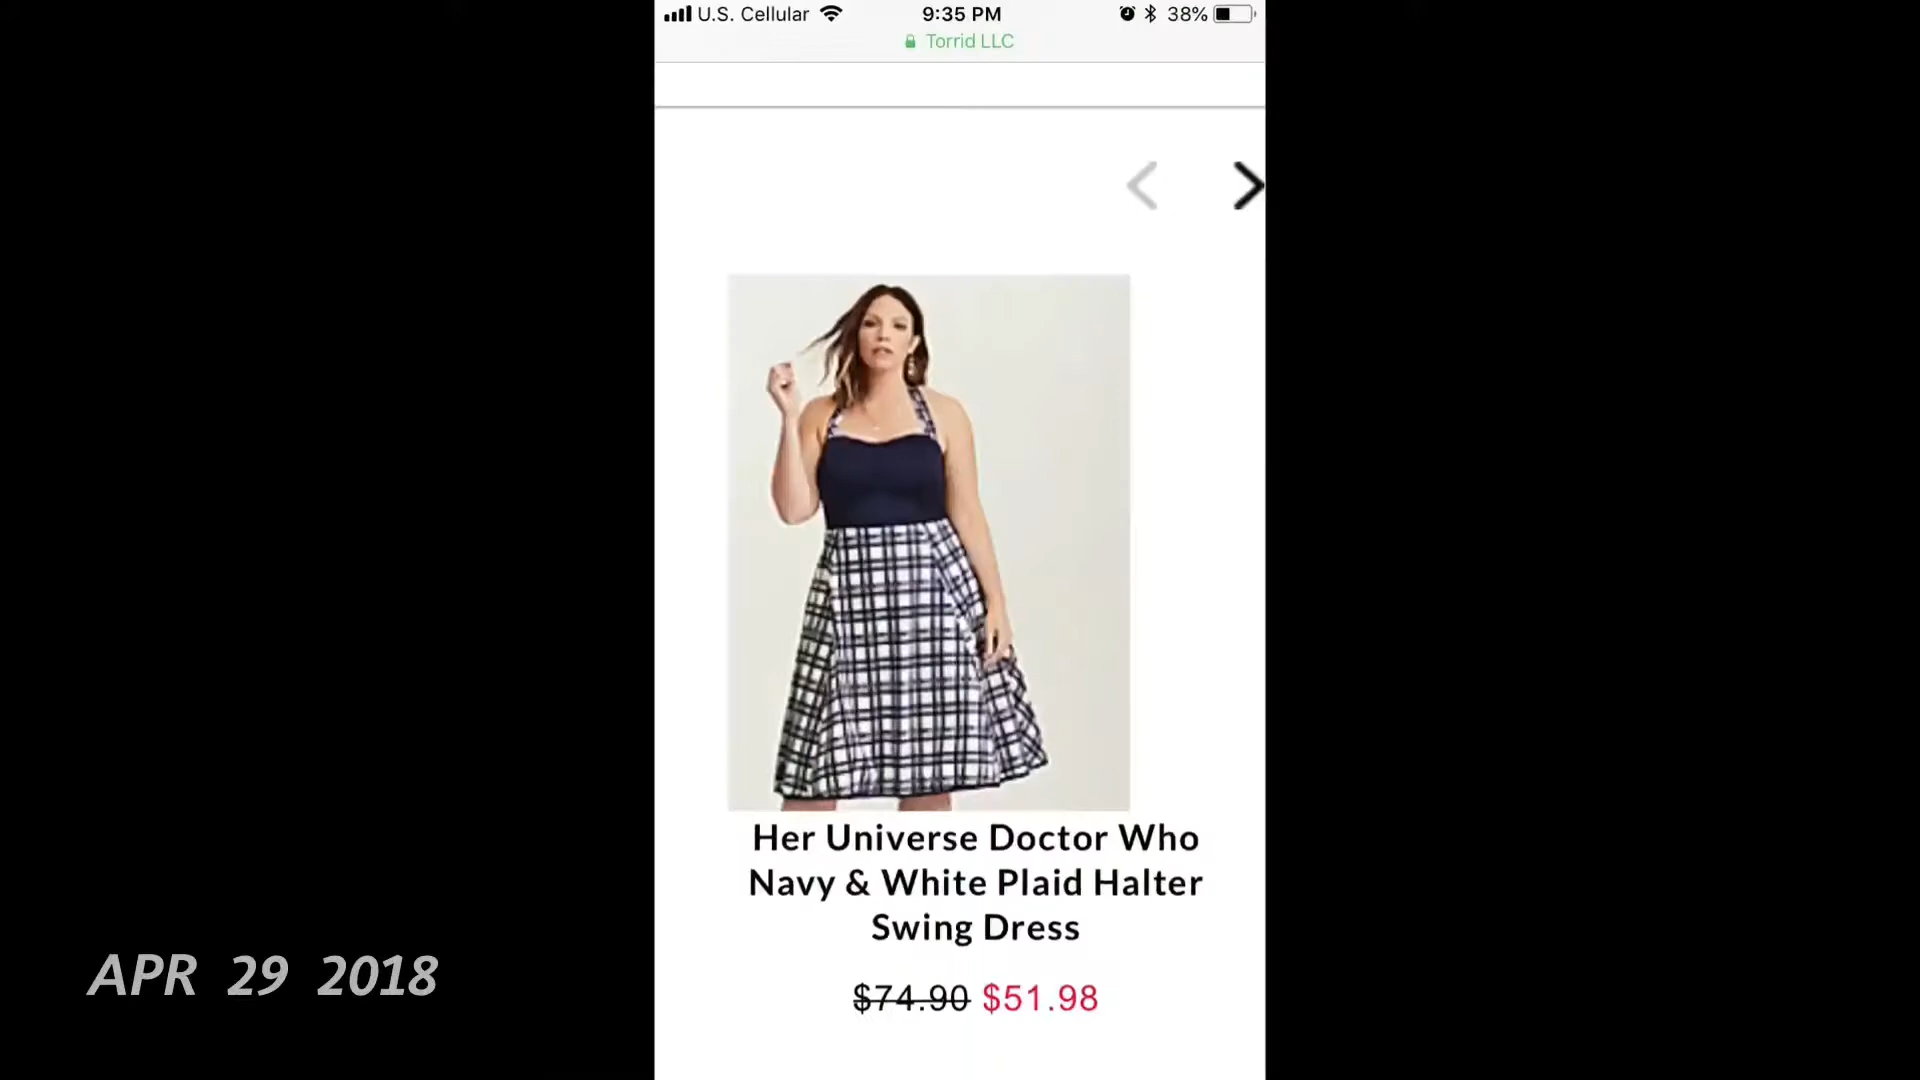 U.S. Cellular 9:35 PM 38%
Torrid LLC
Her Universe Doctor Who
Navy & White Plaid Halter
Swing Dress
$74.90 $51.98
APR 29 2018